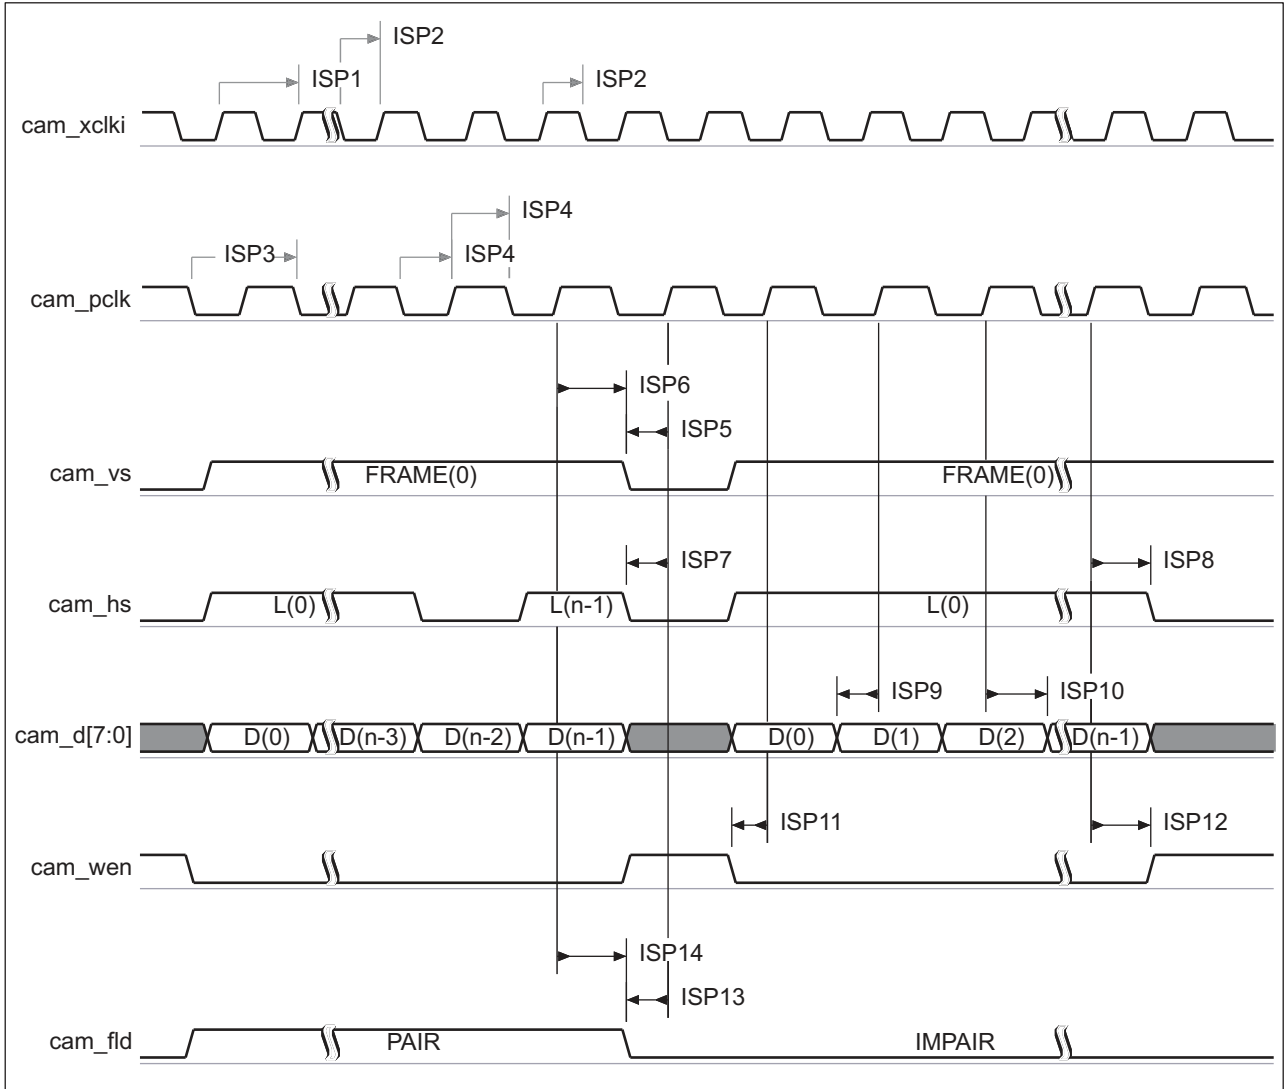 ISP2
ISP1 ISP2
cam_xclki
ISP4
ISP3 ISP4
cam_pclk
ISP6
ISP5
cam_vs FRAME(0) FRAME(0)
ISP7 ISP8
cam_hs L(0) L(n-1) L(0)
ISP9 ISP10
cam_d[7:0] D(0) D(n-3) D(n-2) D(n-1) D(0) D(1) D(2) D(n-1)
ISP11 ISP12
cam_wen
ISP14
ISP13
cam_fld PAIR IMPAIR